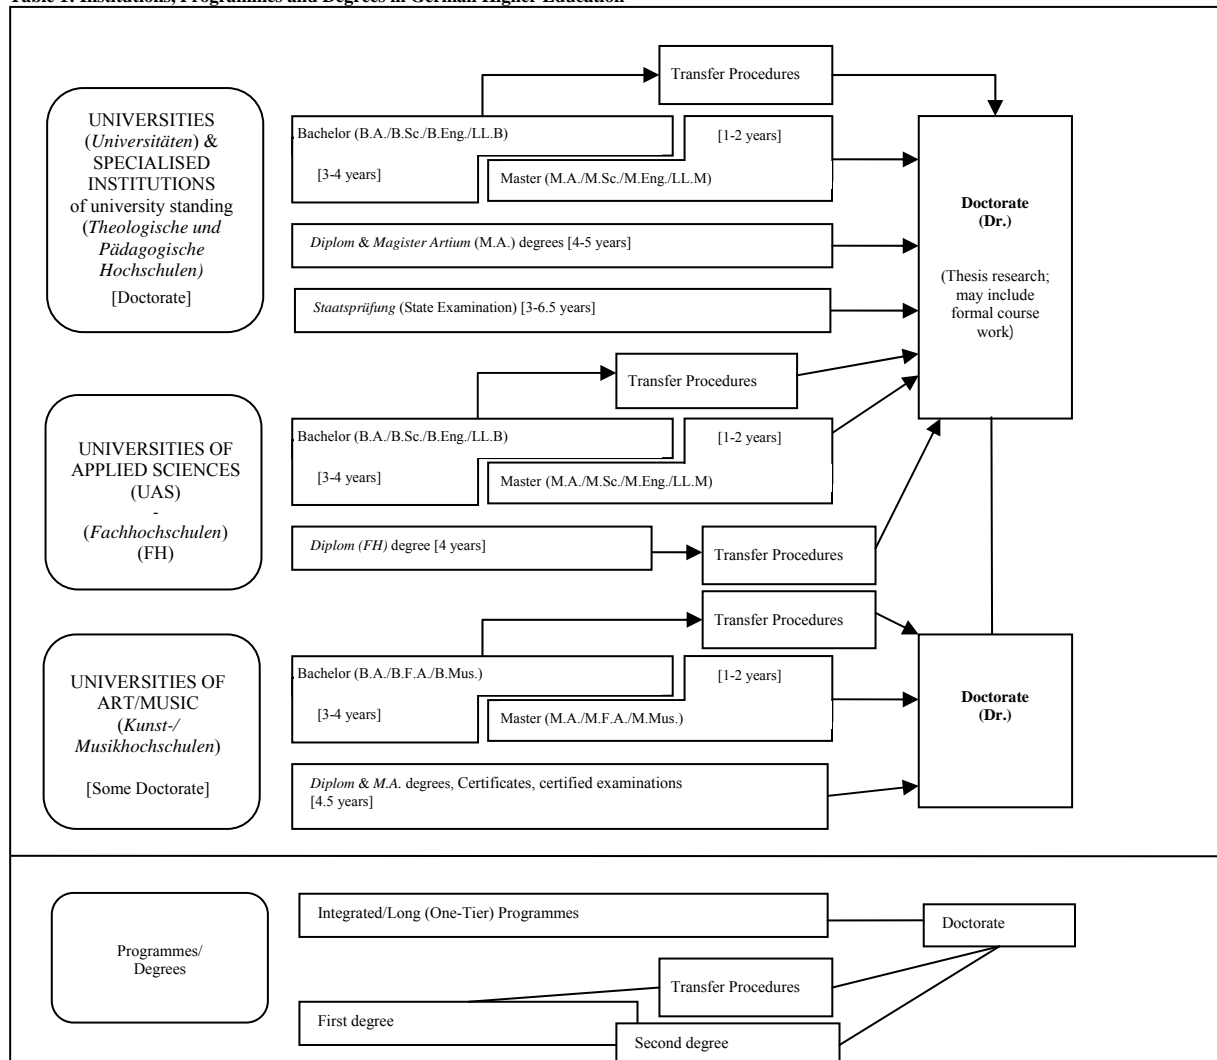 Table 1: Institutions, Programmes and Degrees in German Higher Education
Transfer Procedures
UNIVERSITIES
(Universitäten) &
SPECIALISED
INSTITUTIONS
of university standing
(Theologische und
Pädagogische
Hochschulen)
[Doctorate]
Bachelor (B.A./B.Sc./B.Eng./LL.B)
[3-4 years]
[1-2 years]
Master (M.A./M.Sc./M.Eng./LL.M)
Diplom & Magister Artium (M.A.) degrees [4-5 years]
Staatsprüfung (State Examination) [3-6.5 years]
Doctorate
(Dr.)
(Thesis research;
may include
formal course
work)
Transfer Procedures
UNIVERSITIES OF
APPLIED SCIENCES
(UAS)
-
(Fachhochschulen)
(FH)
Bachelor (B.A./B.Sc./B.Eng./LL.B)
[3-4 years]
[1-2 years]
Master (M.A./M.Sc./M.Eng./LL.M)
Diplom (FH) degree [4 years]
Transfer Procedures
Transfer Procedures
UNIVERSITIES OF
ART/MUSIC
(Kunst-/
Musikhochschulen)
[Some Doctorate]
Bachelor (B.A./B.F.A./B.Mus.)
[3-4 years]
[1-2 years]
Master (M.A./M.F.A./M.Mus.)
Diplom & M.A. degrees, Certificates, certified examinations
[4.5 years]
Doctorate
(Dr.)
Programmes/
Degrees
Integrated/Long (One-Tier) Programmes
Doctorate
Transfer Procedures
First degree
Second degree